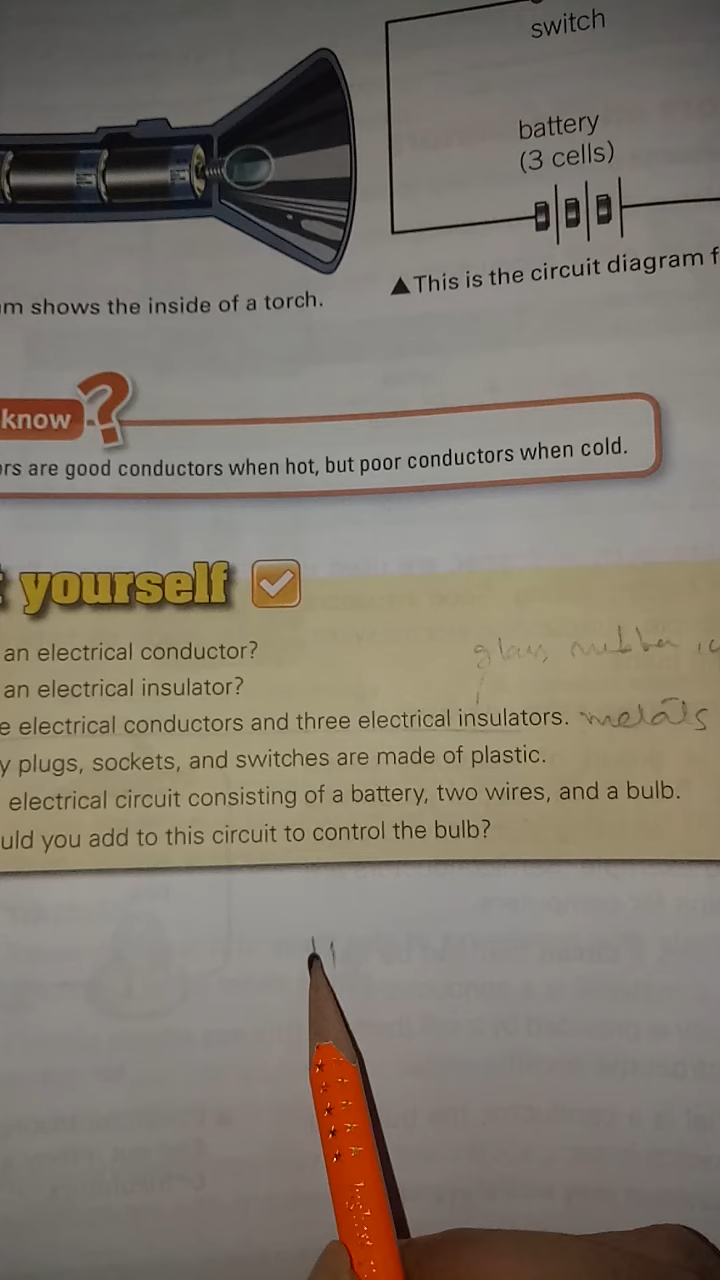 switch
battery
(3 cells)
▲This is the circuit diagram f
m shows the inside of a torch.
know ?
rs are good conductors when hot, but poor conductors when cold.
yourself
an electrical conductor?
glass rubber
an electrical insulator?
e electrical conductors and three electrical insulators. metals
y plugs, sockets, and switches are made of plastic.
electrical circuit consisting of a battery, two wires, and a bulb.
uld you add to this circuit to control the bulb?